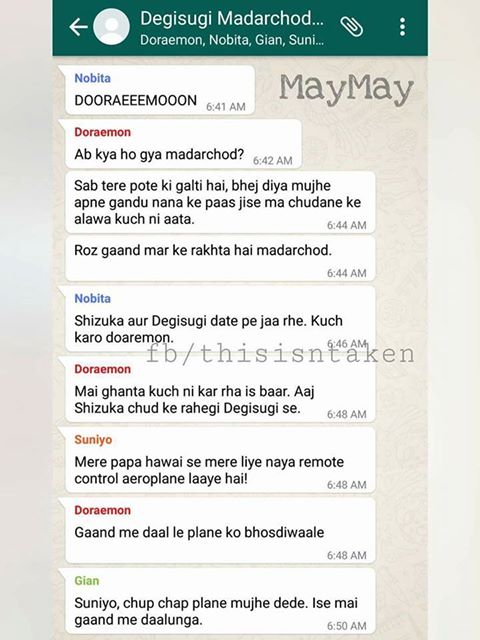 Degisugi Madarchod...
Doraemon, Nobita, Gian, Suni...
MayMay
Nobita
DOORAEEEMOOON 6:41 AM
Doraemon
Ab kya ho gya madarchod?
6:42 AM
Sab tere pote ki galti hai, bhej diya mujhe
apne gandu nana ke paas jise ma chudane ke
alawa kuch ni aata.
6:44 AM
Roz gaand mar ke rakhta hai madarchod.
6:44 AM
Nobita
Shizuka aur Degisugi date pe jaa rhe. Kuch
karo doaremon.
6:46 AM
fb/thisisntaken
Doraemon
Mai ghanta kuch ni kar rha is baar. Aaj
Shizuka chud ke rahegi Degisugi se.
6:48 AM
Suniyo
Mere papa hawai se mere liye naya remote
control aeroplane laaye hai!
6:48 AM
Doraemon
Gaand me daal le plane ko bhosdiwaale
6:48 AM
Gian
Suniyo, chup chap plane mujhe dede. Ise mai
gaand me daalunga.
6:50 AM